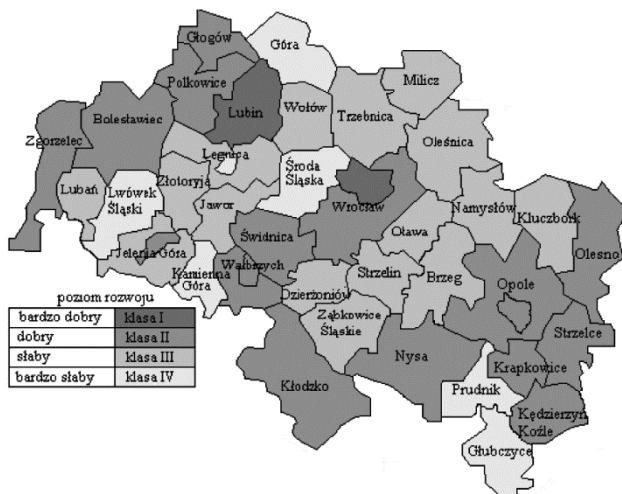 Głogów
Góra
Polkowice
Milicz
Lubin
Wołów
Trzebnica
Bolesławiec
Zgorzelec
Oleśnica
Legnica
Środa
Śląska
Lubań
Lwówek
Śląski
Złotoryja
Jawor
Wrocław
Namysłów
Kluczbork
Oława
Olesno
Świdnica
Jelenia Góra
Kamienna
Góra
Wałbrzych
Strzelin
Brzeg
Opole
Dzierżoniów
Ząbkowice
Śląskie
Strzelce
Nysa
Krapkowice
Prudnik
Kłodzko
Kędzierzyn
Koźle
Głubczyce
poziom rozwoju
bardzo dobry klasa I
dobry klasa II
słaby klasa III
bardzo słaby klasa IV